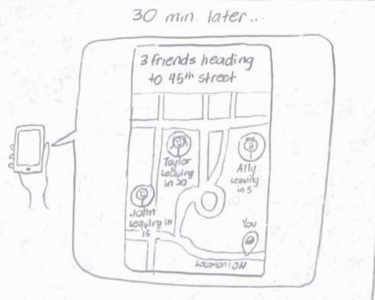 30 min later...
3 friends heading
to 45th street
Taylor
Leaving
in 20
Ally
Leaving
in 5
John
Leaving in
15
You
Location: ON